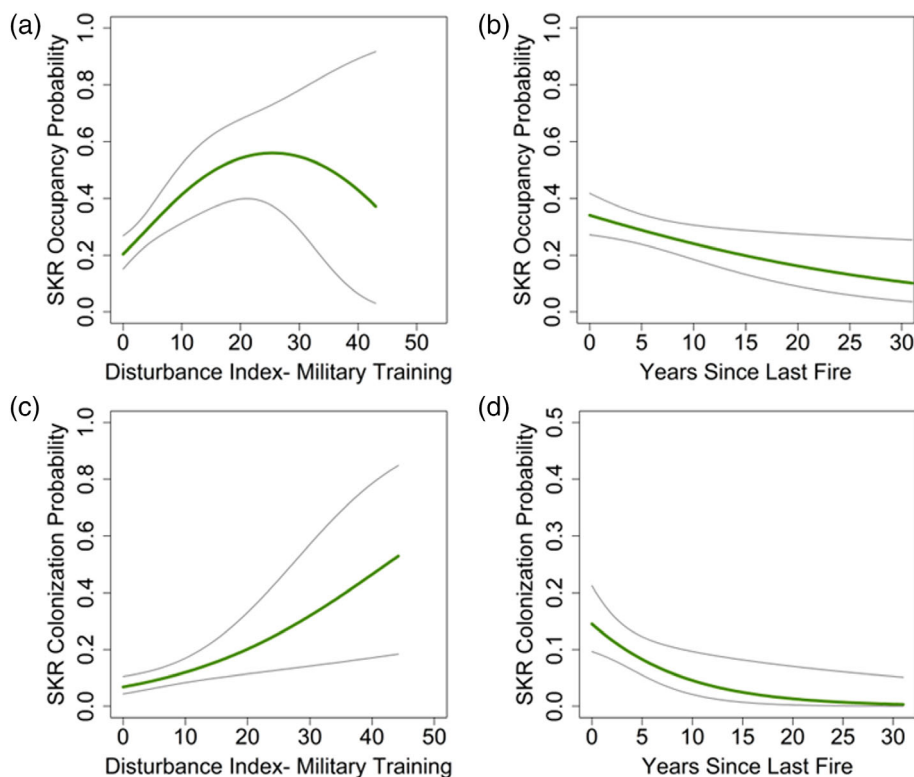 (a)
SKR Occupancy Probability
0.0 0.2 0.4 0.6 0.8 1.0
0 10 20 30 40 50
Disturbance Index- Military Training
(b)
SKR Occupancy Probability
0.0 0.2 0.4 0.6 0.8 1.0
0 5 10 15 20 25 30
Years Since Last Fire
(c)
SKR Colonization Probability
0.0 0.2 0.4 0.6 0.8 1.0
0 10 20 30 40 50
Disturbance Index- Military Training
(d)
SKR Colonization Probability
0.0 0.1 0.2 0.3 0.4 0.5
0 5 10 15 20 25 30
Years Since Last Fire